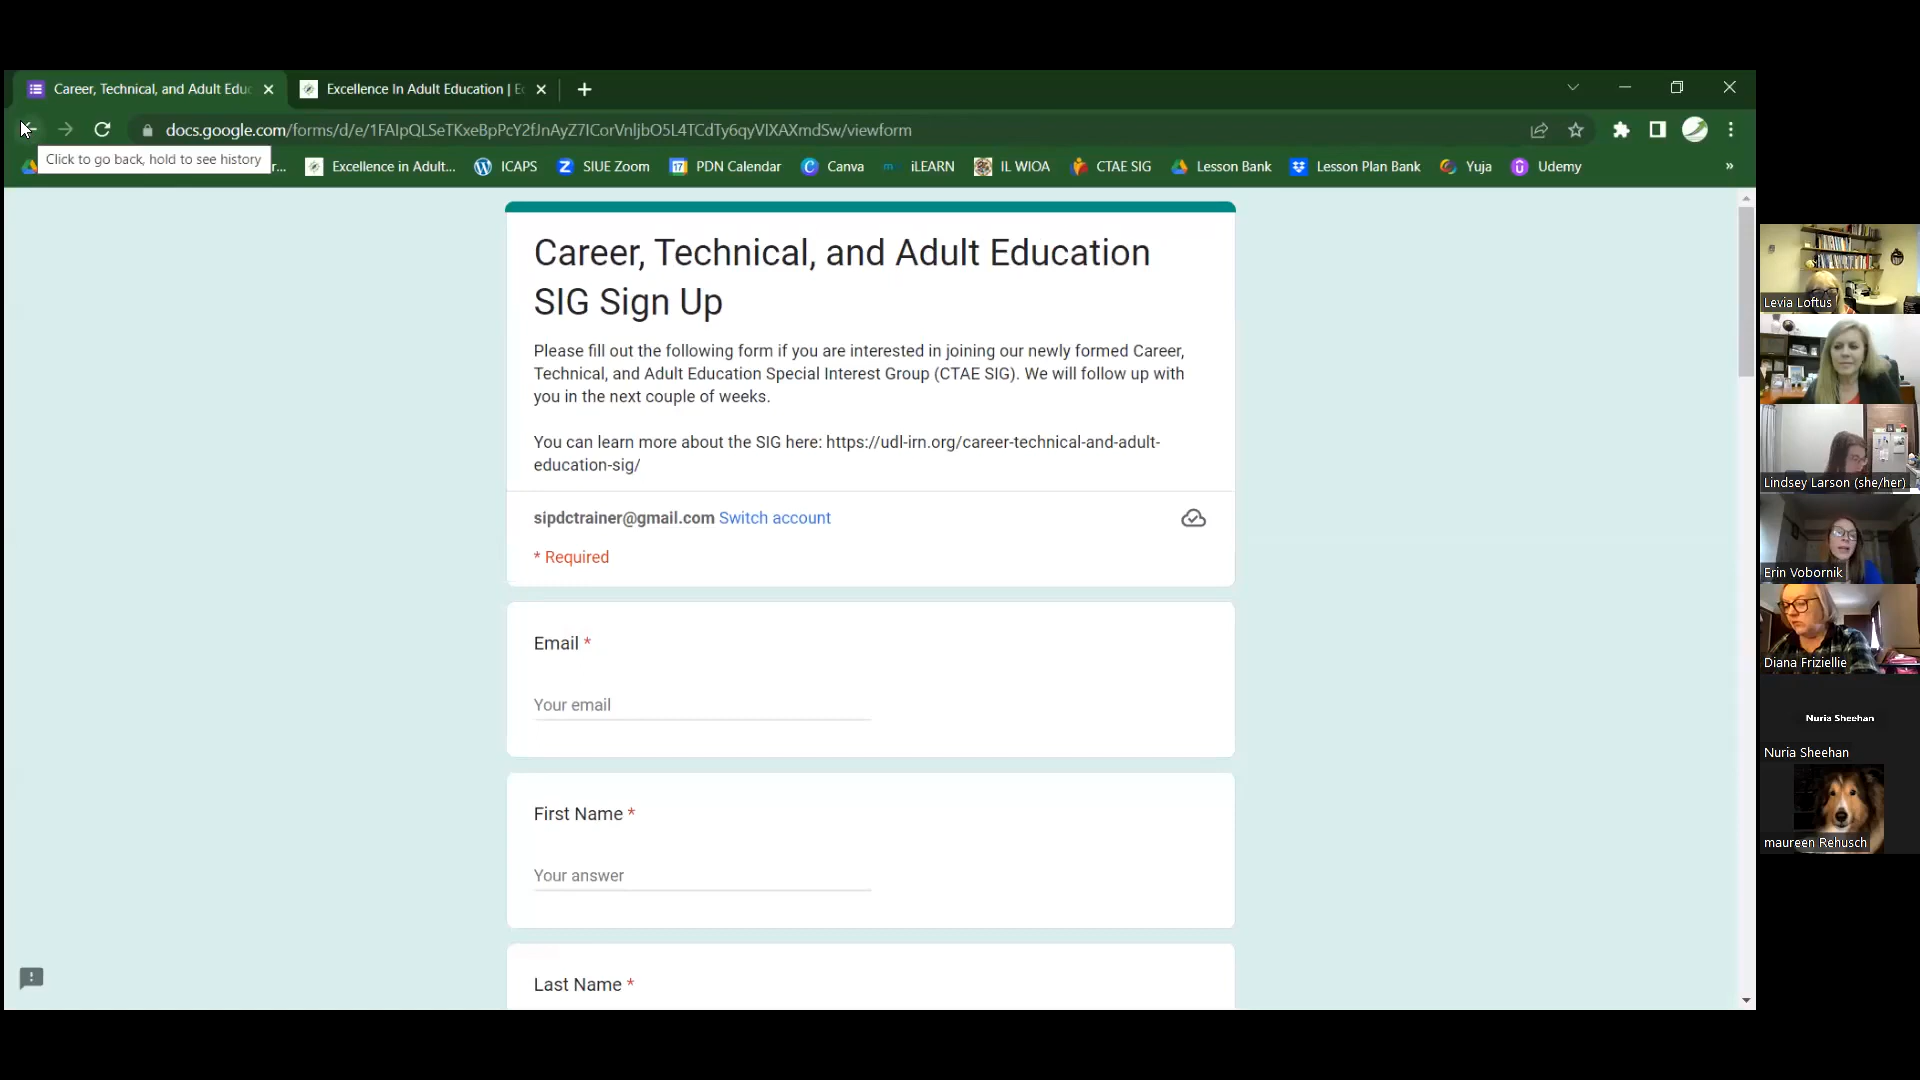 Career, Technical, and Adult Educ
Excellence In Adult Education | E
docs.google.com/forms/d/e/1FAIpQLSeTKxeBpPcY2fJnAyZ7ICorVnljbO5L4TCdTy6qyVIXAXmdSw/viewform
Click to go back, hold to see history
r...
Excellence in Adult...
ICAPS
SIUE Zoom
PDN Calendar
Canva
iLEARN
IL WIOA
CTAE SIG
Lesson Bank
Lesson Plan Bank
Yuja
Udemy
»
Career, Technical, and Adult Education
SIG Sign Up
Please fill out the following form if you are interested in joining our newly formed Career,
Technical, and Adult Education Special Interest Group (CTAE SIG). We will follow up with
you in the next couple of weeks.
You can learn more about the SIG here: https://udl-irn.org/career-technical-and-adult-
education-sig/
sipdctrainer@gmail.com Switch account
* Required
Email *
Your email
First Name *
Your answer
Last Name *
Levia Loftus
Lindsey Larson (she/her)
Erin Vobornik
Diana Friziellie
Nuria Sheehan
Nuria Sheehan
maureen Rehusch